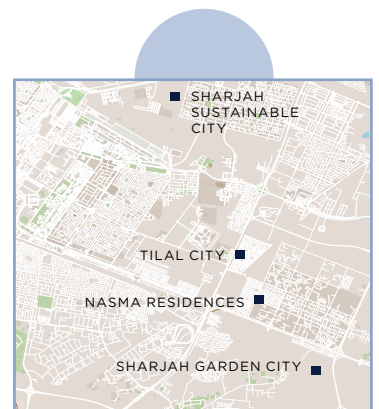 SHARJAH
SUSTAINABLE
CITY
TILAL CITY
NASMA RESIDENCES
SHARJAH GARDEN CITY